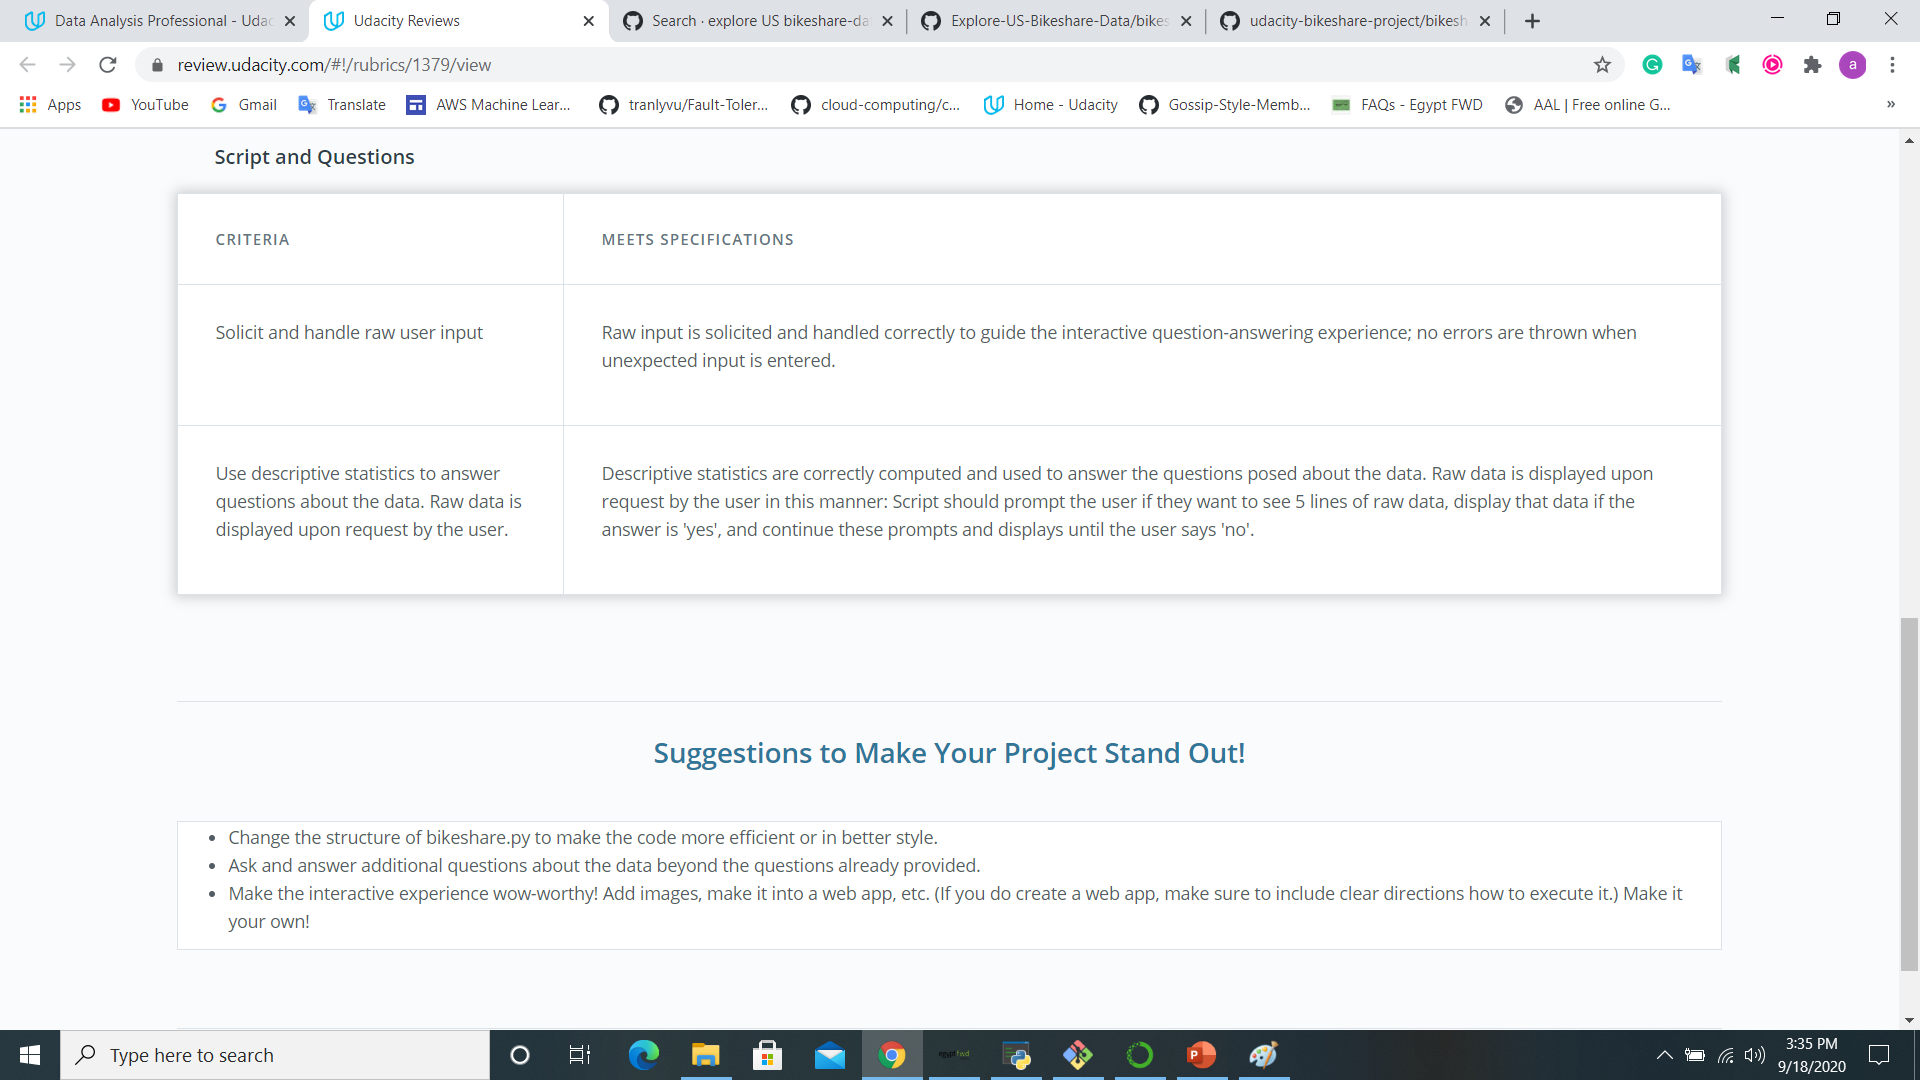 Data Analysis Professional - Udac
Udacity Reviews
Search · explore US bikeshare-da
Explore-US-Bikeshare-Data/bikes
udacity-bikeshare-project/bikesh
review.udacity.com/#!/rubrics/1379/view
a
Apps
YouTube
Gmail
Translate
AWS Machine Lear...
tranlyvu/Fault-Toler...
cloud-computing/c...
Home - Udacity
Gossip-Style-Memb...
FAQs - Egypt FWD
AAL | Free online G...
»
Script and Questions
CRITERIA
MEETS SPECIFICATIONS
Solicit and handle raw user input
Raw input is solicited and handled correctly to guide the interactive question-answering experience; no errors are thrown when
unexpected input is entered.
Use descriptive statistics to answer
questions about the data. Raw data is
displayed upon request by the user.
Descriptive statistics are correctly computed and used to answer the questions posed about the data. Raw data is displayed upon
request by the user in this manner: Script should prompt the user if they want to see 5 lines of raw data, display that data if the
answer is 'yes', and continue these prompts and displays until the user says 'no'.
Suggestions to Make Your Project Stand Out!
• Change the structure of bikeshare.py to make the code more efficient or in better style.
• Ask and answer additional questions about the data beyond the questions already provided.
• Make the interactive experience wow-worthy! Add images, make it into a web app, etc. (If you do create a web app, make sure to include clear directions how to execute it.) Make it
your own!
Type here to search
egypt fwd
3:35 PM
9/18/2020